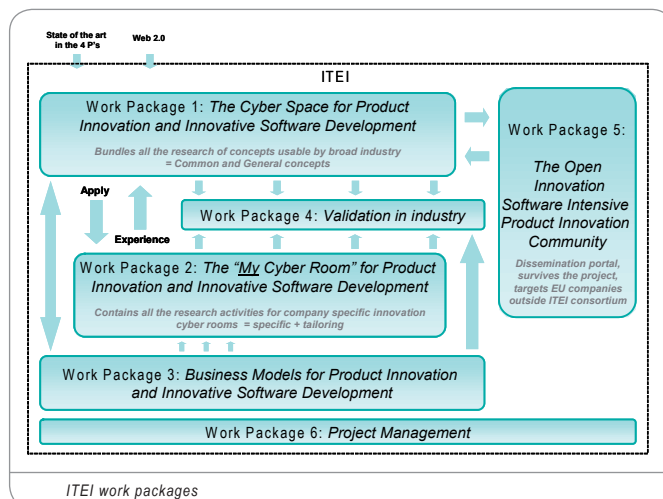 State of the art
in the 4 P's
Web 2.0
ITEI
Work Package 1: The Cyber Space for Product
Innovation and Innovative Software Development
Bundles all the research of concepts usable by broad industry
= Common and General concepts
Work Package 5:
The Open
Innovation
Software Intensive
Product Innovation
Community
Dissemination portal,
survives the project,
targets EU companies
outside ITEI consortium
Apply
Experience
Work Package 4: Validation in industry
Work Package 2: The "My Cyber Room" for Product
Innovation and Innovative Software Development
Contains all the research activities for company specific innovation
cyber rooms = specific + tailoring
Work Package 3: Business Models for Product Innovation
and Innovative Software Development
Work Package 6: Project Management
ITEI work packages